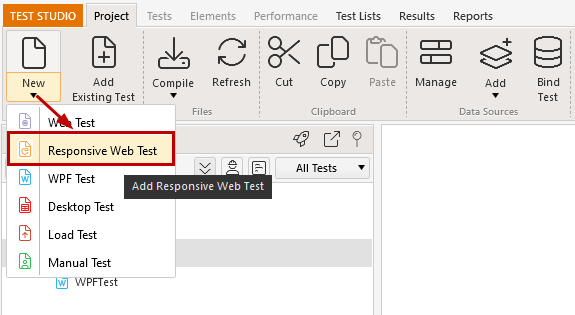 TEST STUDIO Project Tests Elements Performance Test Lists Results Reports
New Add Existing Test Compile Refresh Cut Copy Paste Manage Add Bind Test
Files Clipboard Data Sources
Web Test
Responsive Web Test
All Tests
WPF Test
Add Responsive Web Test
Desktop Test
Load Test
Manual Test
WPFTest